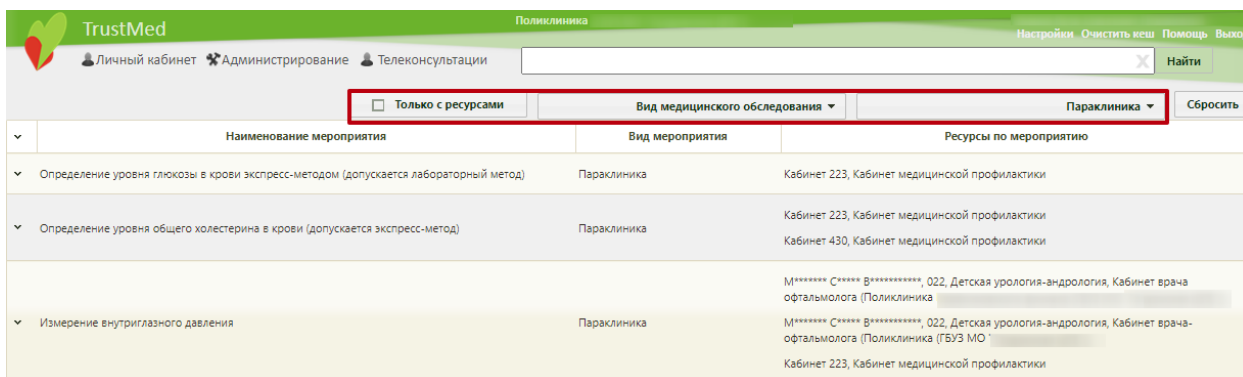 Поликлиника
TrustMed
Настройки Очистить кеш Помощь Выхо
Личный кабинет Администрирование Телеконсультации
X Найти
Только с ресурсами Вид медицинского обследования Параклиника Сбросить
Наименование мероприятия Вид мероприятия Ресурсы по мероприятию
Определение уровня глюкозы в крови экспресс-методом (допускается лабораторный метод) Параклиника Кабинет 223, Кабинет медицинской профилактики
Кабинет 223, Кабинет медицинской профилактики
Определение уровня общего холестерина в крови (допускается экспресс-метод) Параклиника
Кабинет 430, Кабинет медицинской профилактики
М******* С***** В***********, 022, Детская урология-андрология, Кабинет врача
офтальмолога (Поликлиника
Измерение внутриглазного давления Параклиника М******* С***** В***********, 022, Детская урология-андрология, Кабинет врача-
офтальмолога (Поликлиника (ГБУЗ МО "
Кабинет 223, Кабинет медицинской профилактики